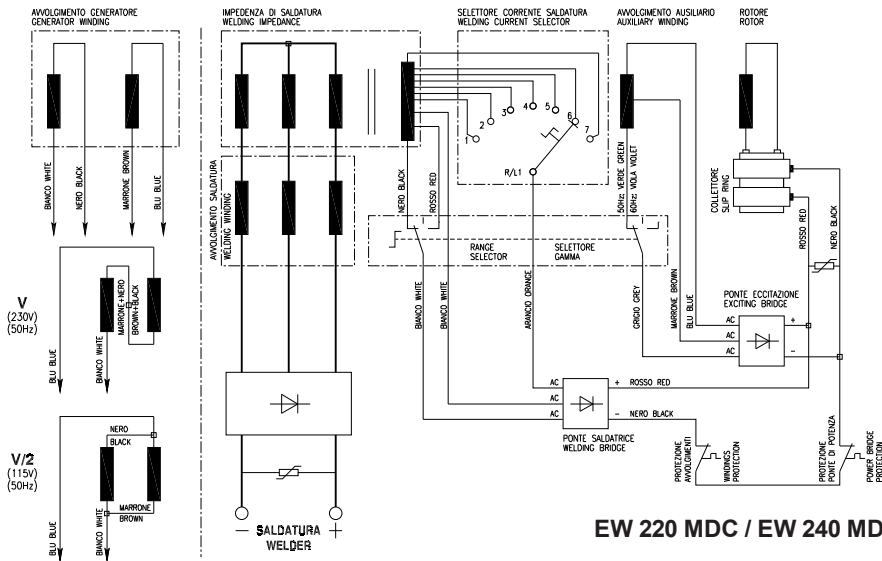 AVVOLGIMENTO GENERATORE
GENERATOR WINDING
IMPEDENZA DI SALDATURA
WELDING IMPEDANCE
SELETTORE CORRENTE SALDATURA
WELDING CURRENT SELECTOR
AVVOLGIMENTO AUSILIARIO
AUXILIARY WINDING
ROTORE
ROTOR
1
2
3
4
5
6
7
R/L1
BIANCO WHITE
NERO BLACK
MARRONE BROWN
BLU BLUE
AVVOLGIMENTO SALDATURA
WELDING WINDING
NERO BLACK
ROSSO RED
50Hz: VERDE GREEN
60Hz: VIOLA VIOLET
COLLETTORE
SLIP RING
ROSSO RED
NERO BLACK
RANGE
SELECTOR
SELETTORE
GAMMA
V
(230V)
(50Hz)
BLU BLUE
BIANCO WHITE
MARRONE+NERO
BROWN+BLACK
BIANCO WHITE
BIANCO WHITE
ARANCIO ORANGE
GRIGIO GREY
MARRONE BROWN
BLU BLUE
PONTE ECCITAZIONE
EXCITING BRIDGE
AC
AC
AC
+
−
AC
AC
AC
+ ROSSO RED
− NERO BLACK
PONTE SALDATRICE
WELDING BRIDGE
V/2
(115V)
(50Hz)
NERO
BLACK
MARRONE
BROWN
BLU BLUE
BIANCO WHITE
PROTEZIONE
AVVOLGIMENTI
WINDINGS
PROTECTION
PROTEZIONE
PONTE DI POTENZA
POWER BRIDGE
PROTECTION
− SALDATURA +
WELDER
EW 220 MDC / EW 240 MD